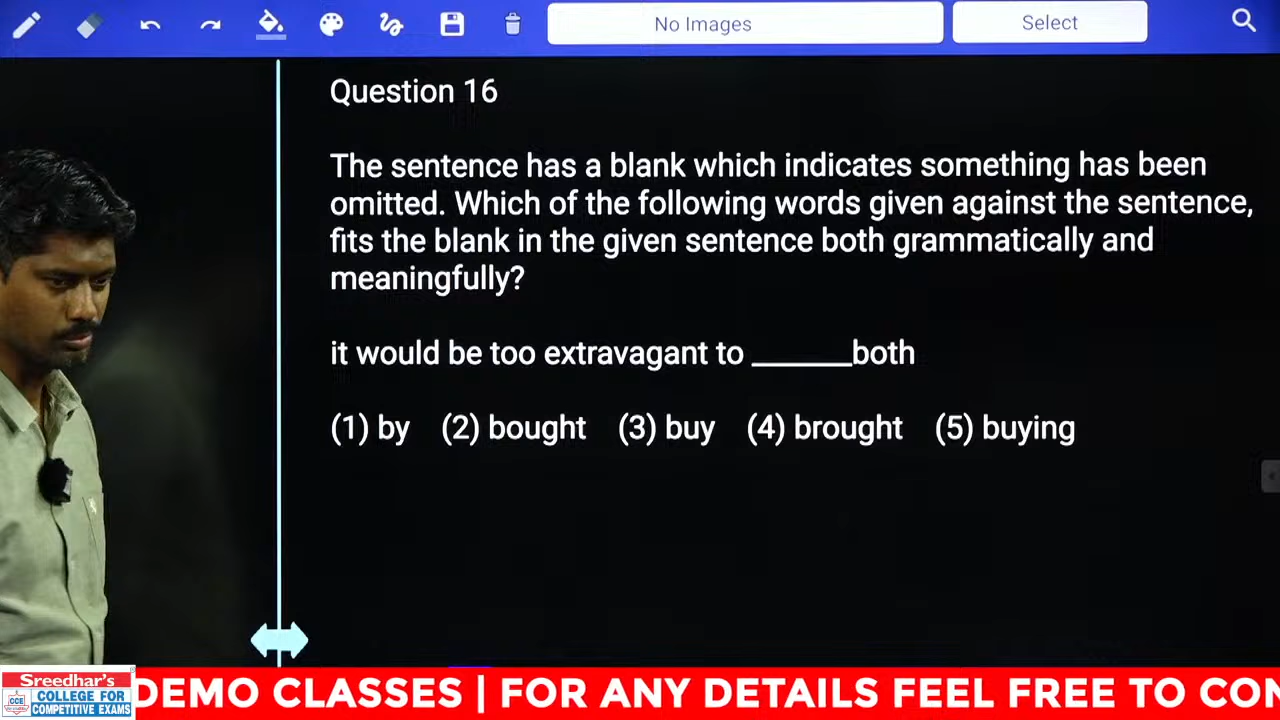 No Images
Select
Question 16
The sentence has a blank which indicates something has been
omitted. Which of the following words given against the sentence,
fits the blank in the given sentence both grammatically and
meaningfully?
it would be too extravagant to ______both
(1) by (2) bought (3) buy (4) brought (5) buying
Sreedhar's
CCE
COLLEGE FOR
COMPETITIVE EXAMS
DEMO CLASSES | FOR ANY DETAILS FEEL FREE TO CON